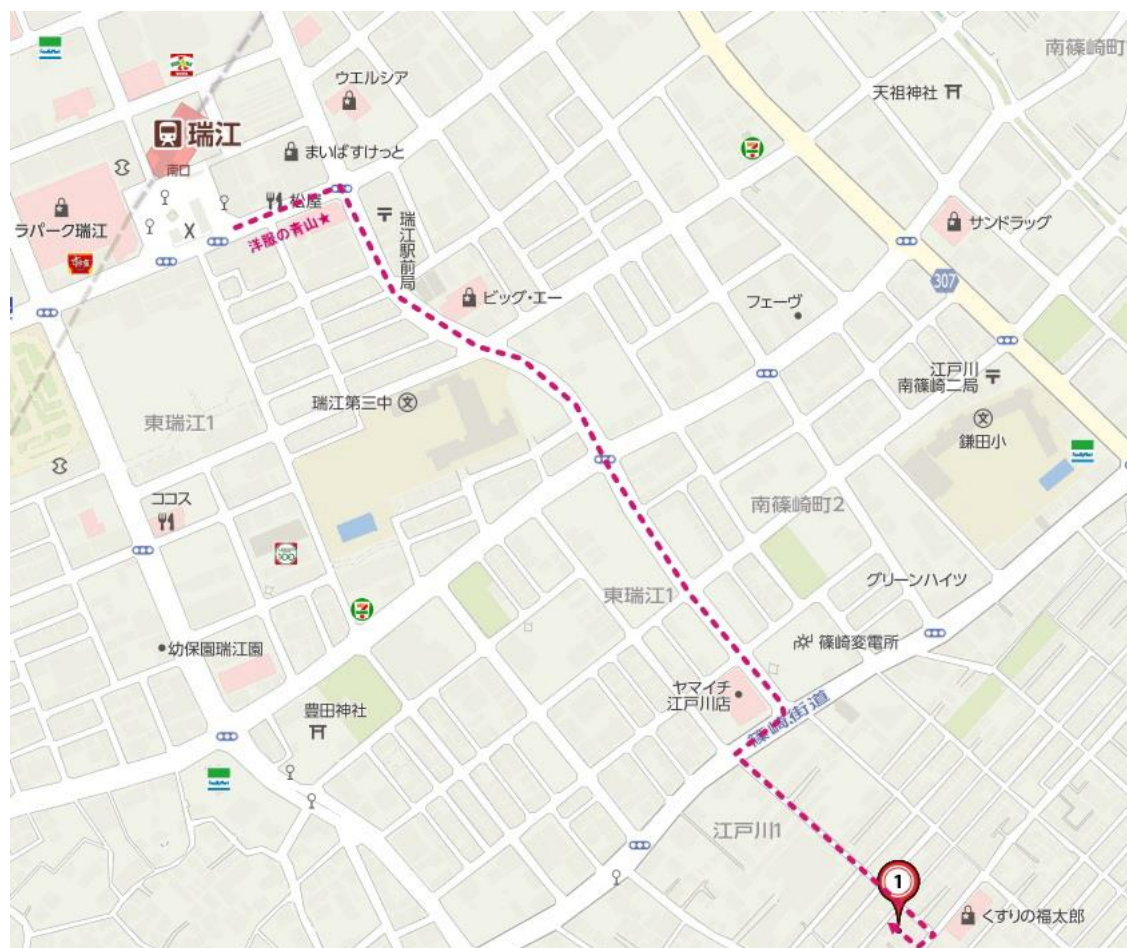 南篠崎町
ウエルシア
天祖神社
瑞江
南口
まいばすけっと
7
松屋
ラパーク瑞江
洋服の青山★
瑞江駅前局
サンドラッグ
307
ビッグ・エー
フェーヴ
江戸川
南篠崎二局
瑞江第三中
文
東瑞江1
文
鎌田小
FamilyMart
ココス
南篠崎町2
グリーンハイツ
東瑞江1
7
篠崎変電所
幼保園瑞江園
ヤマイチ
江戸川店
豊田神社
篠崎街道
FamilyMart
江戸川1
1
くすりの福太郎